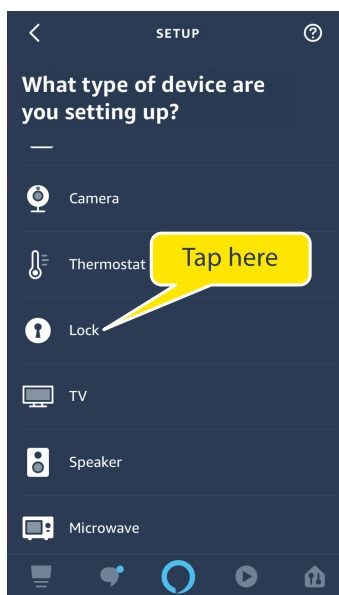 SETUP
What type of device are
you setting up?
Camera
Thermostat
Tap here
Lock
TV
Speaker
Microwave